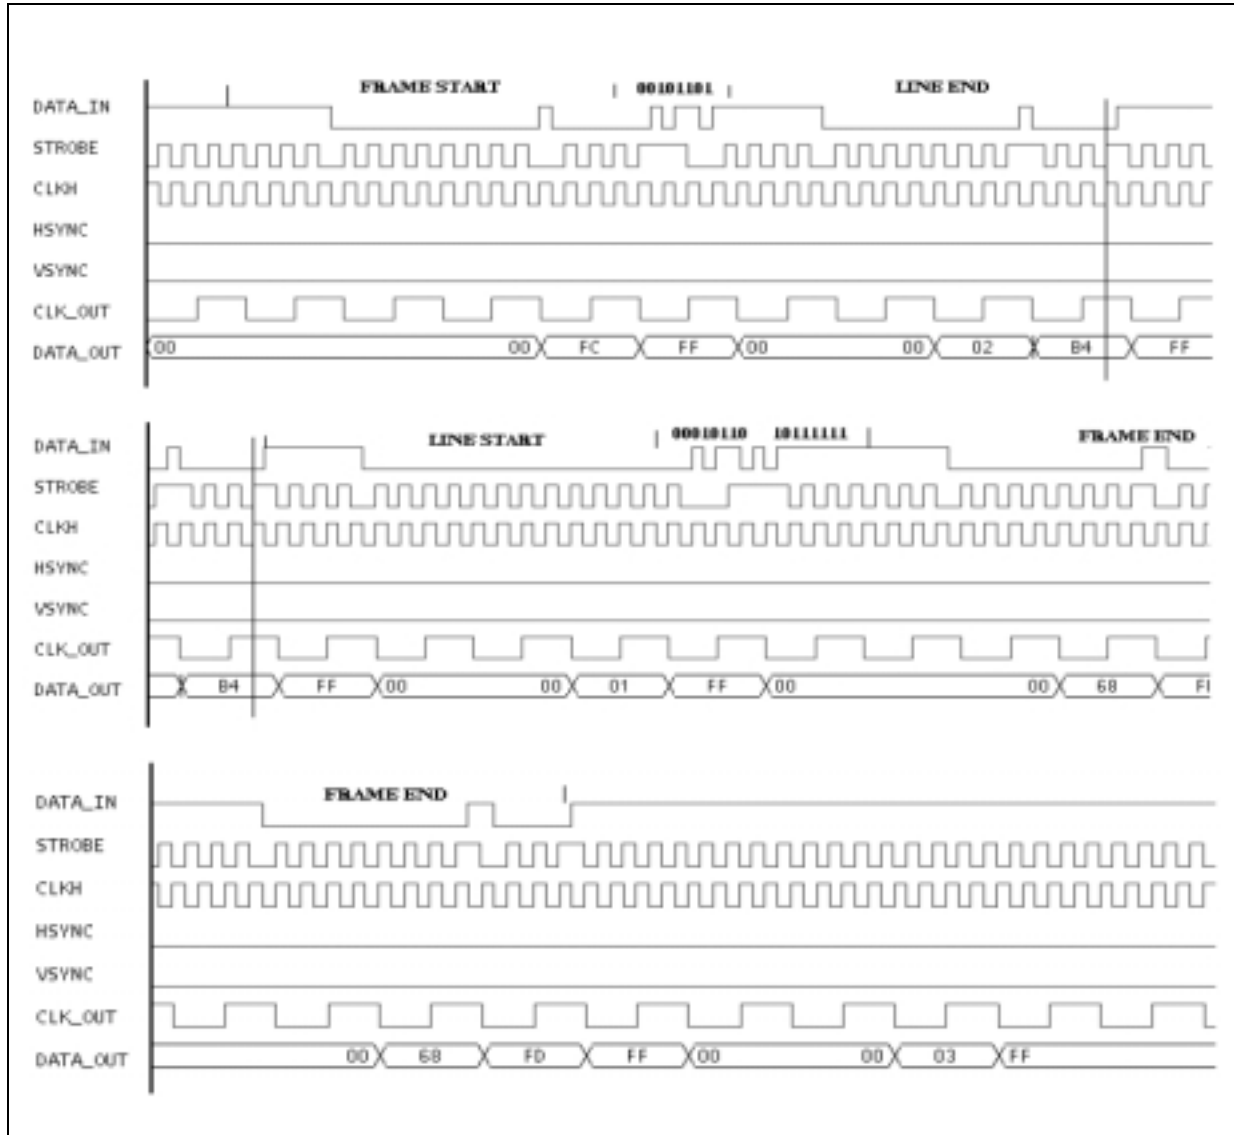 FRAME START 00101101 LINE END
DATA_IN
STROBE
CLKH
HSYNC
VSYNC
CLK_OUT
DATA_OUT 00 00 FC FF 00 00 02 B4 FF
LINE START 00010110 10111111 FRAME END
DATA_IN
STROBE
CLKH
HSYNC
VSYNC
CLK_OUT
DATA_OUT B4 FF 00 00 01 FF 00 00 68
FRAME END
DATA_IN
STROBE
CLKH
HSYNC
VSYNC
CLK_OUT
DATA_OUT 00 68 FD FF 00 00 03 FF